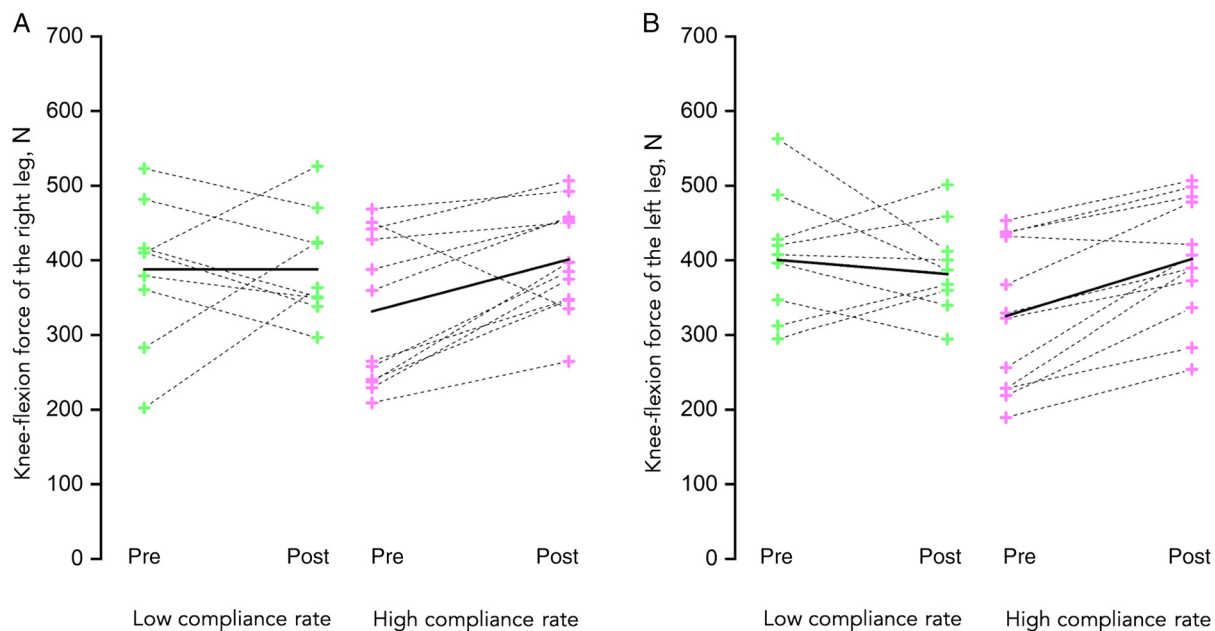 A
Knee-flexion force of the right leg, N
700
600
500
400
300
200
100
0
Pre
Post
Pre
Post
Low compliance rate
High compliance rate
B
Knee-flexion force of the left leg, N
700
600
500
400
300
200
100
0
Pre
Post
Pre
Post
Low compliance rate
High compliance rate